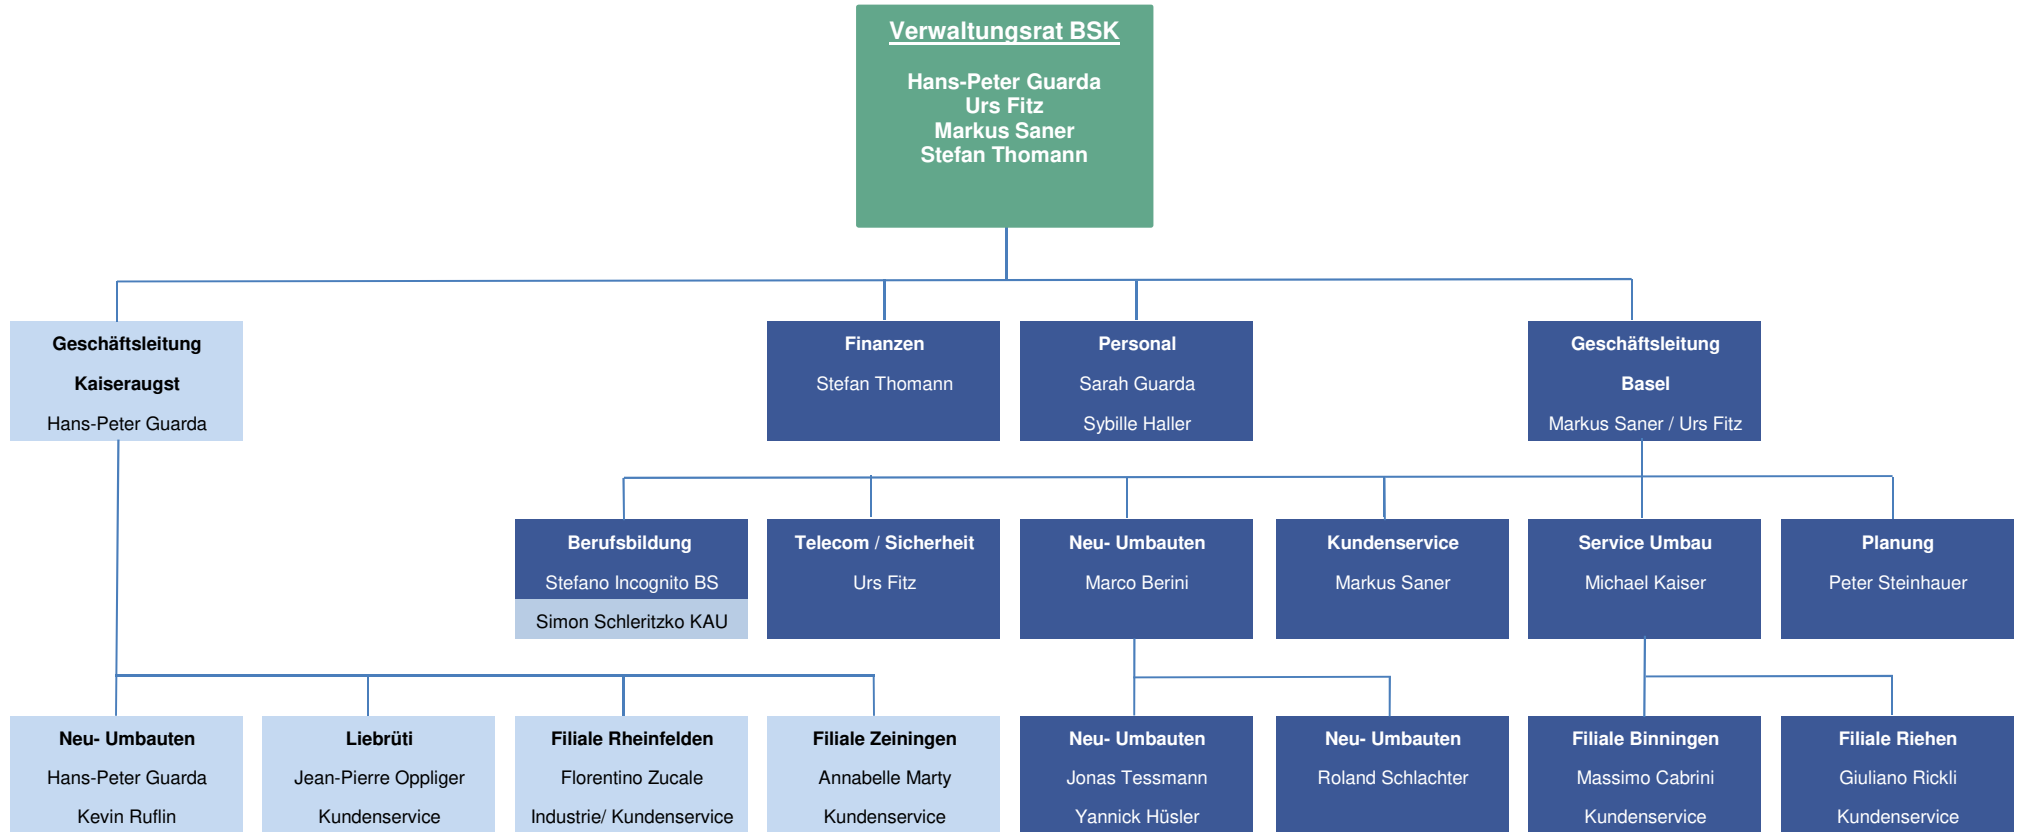 Verwaltungsrat BSK
Hans-Peter Guarda
Urs Fitz
Markus Saner
Stefan Thomann
Geschäftsleitung
Kaiseraugst
Hans-Peter Guarda
Finanzen
Stefan Thomann
Personal
Sarah Guarda
Sybille Haller
Geschäftsleitung
Basel
Markus Saner / Urs Fitz
Berufsbildung
Stefano Incognito BS
Simon Schleritzko KAU
Telecom / Sicherheit
Urs Fitz
Neu- Umbauten
Marco Berini
Kundenservice
Markus Saner
Service Umbau
Michael Kaiser
Planung
Peter Steinhauer
Neu- Umbauten
Hans-Peter Guarda
Kevin Ruflin
Liebrüti
Jean-Pierre Oppliger
Kundenservice
Filiale Rheinfelden
Florentino Zucale
Industrie/ Kundenservice
Filiale Zeiningen
Annabelle Marty
Kundenservice
Neu- Umbauten
Jonas Tessmann
Yannick Hüsler
Neu- Umbauten
Roland Schlachter
Filiale Binningen
Massimo Cabrini
Kundenservice
Filiale Riehen
Giuliano Rickli
Kundenservice